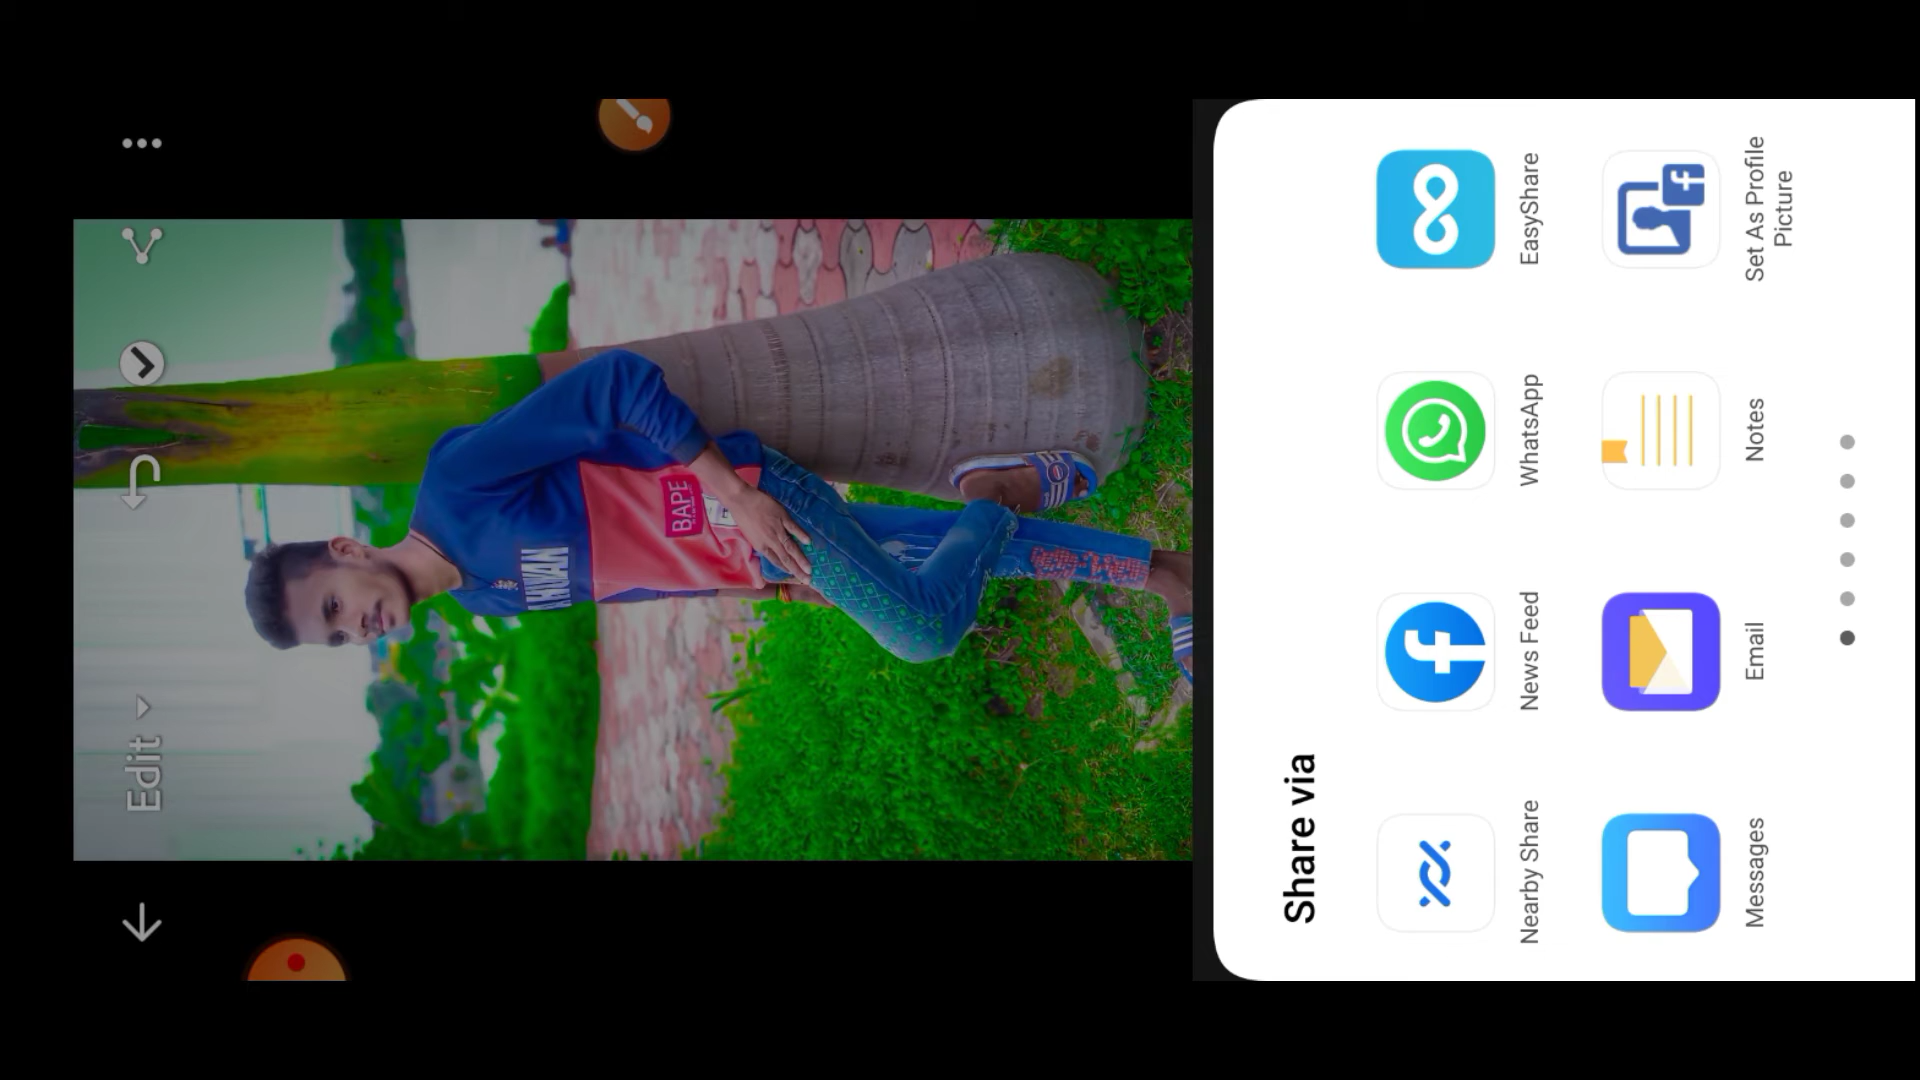 Edit
BAPE
Share via
Nearby Share
News Feed
WhatsApp
EasyShare
Messages
Email
Notes
Set As Profile
Picture